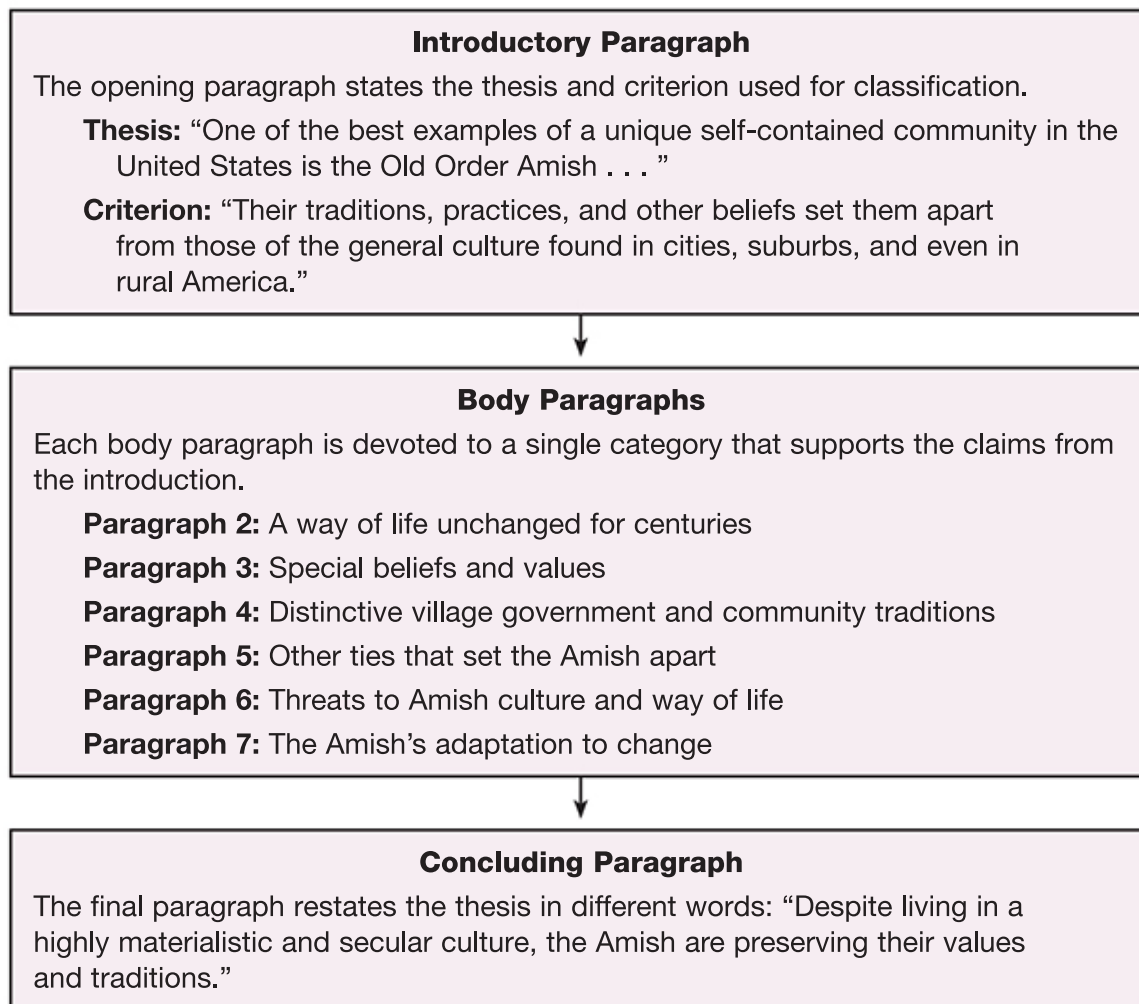 Introductory Paragraph
The opening paragraph states the thesis and criterion used for classification.
Thesis: “One of the best examples of a unique self-contained community in the
United States is the Old Order Amish . . . ”
Criterion: “Their traditions, practices, and other beliefs set them apart
from those of the general culture found in cities, suburbs, and even in
rural America.”
Body Paragraphs
Each body paragraph is devoted to a single category that supports the claims from
the introduction.
Paragraph 2: A way of life unchanged for centuries
Paragraph 3: Special beliefs and values
Paragraph 4: Distinctive village government and community traditions
Paragraph 5: Other ties that set the Amish apart
Paragraph 6: Threats to Amish culture and way of life
Paragraph 7: The Amish’s adaptation to change
Concluding Paragraph
The final paragraph restates the thesis in different words: “Despite living in a
highly materialistic and secular culture, the Amish are preserving their values
and traditions.”